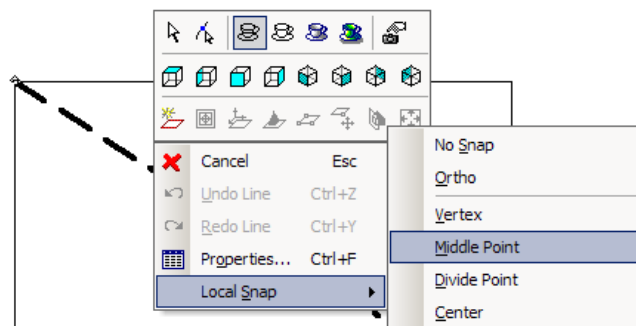 Cancel Esc
Undo Line Ctrl+Z
Redo Line Ctrl+Y
Properties... Ctrl+F
Local Snap
No Snap
Ortho
Vertex
Middle Point
Divide Point
Center